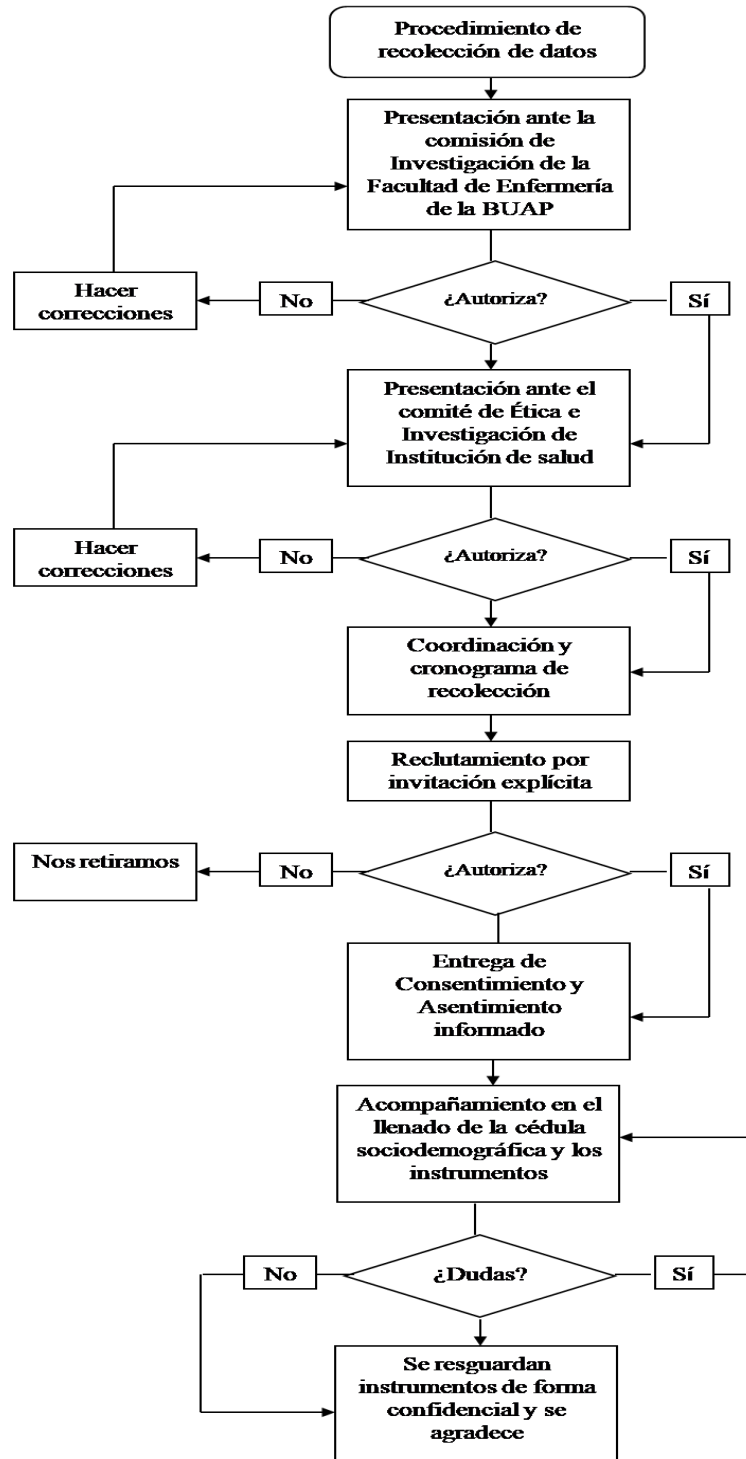 Procedimiento de
recolección de datos
Presentación ante la
comisión de
Investigación de la
Facultad de Enfermería
de la BUAP
Hacer
correcciones
No
¿Autoriza?
Sí
Presentación ante el
comité de Ética e
Investigación de
Institución de salud
Hacer
correcciones
No
¿Autoriza?
Sí
Coordinación y
cronograma de
recolección
Reclutamiento por
invitación explícita
Nos retiramos
No
¿Autoriza?
Sí
Entrega de
Consentimiento y
Asentimiento
informado
Acompañamiento en el
llenado de la cédula
sociodemográfica y los
instrumentos
No
¿Dudas?
Sí
Se resguardan
instrumentos de forma
confidencial y se
agradece